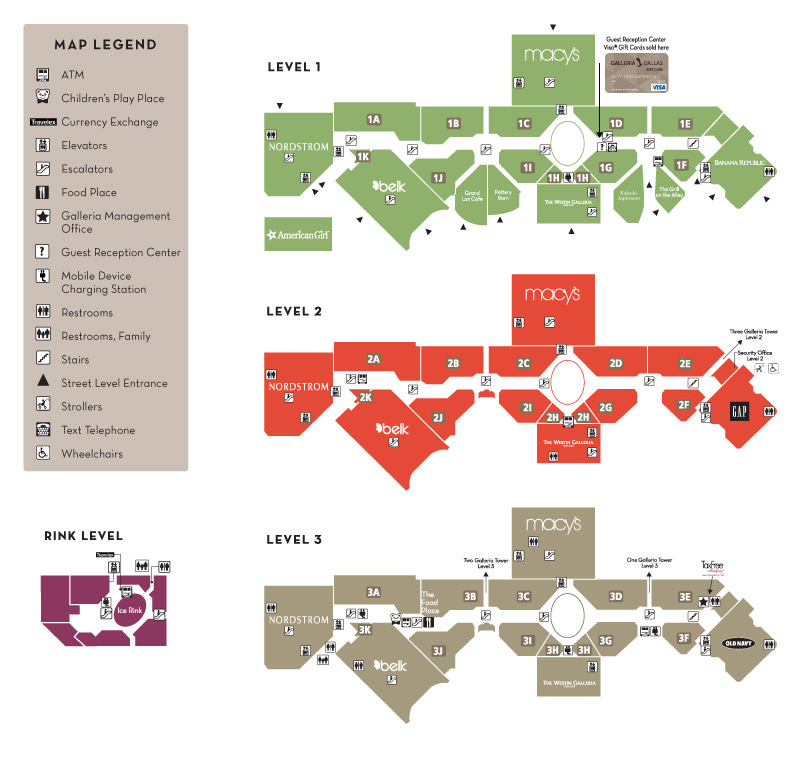 MAP LEGEND
ATM
Children's Play Place
Travelex
Currency Exchange
Elevators
Escalators
Food Place
Galleria Management
Office
?
Guest Reception Center
Mobile Device
Charging Station
Restrooms
Restrooms, Family
Stairs
Street Level Entrance
Strollers
Text Telephone
Wheelchairs
LEVEL 1
macy's
Guest Reception Center
Visa® Gift Cards sold here
GALLERIA DALLAS
GIFT CARD
VISA
NORDSTROM
1A
1B
1C
1D
1E
1K
1J
1I
1H
1H
1G
1F
?
belk
Grand
Lux Cafe
Pottery
Barn
THE WESTIN GALLERIA
Kabuki
Japanese
The Grill
on the Alley
BANANA REPUBLIC
American Girl®
LEVEL 2
macy's
Three Galleria Tower
Level 2
Security Office
Level 2
NORDSTROM
2A
2B
2C
2D
2E
2K
2J
2I
2H
2H
2G
2F
belk
THE WESTIN GALLERIA
DALLAS
GAP
LEVEL 3
macy's
Two Galleria Tower
Level 3
One Galleria Tower
Level 3
TaxFree
NORDSTROM
3A
The
Food
Place
3B
3C
3D
3E
3K
3J
3I
3H
3H
3G
3F
belk
THE WESTIN GALLERIA
DALLAS
OLD NAVY
RINK LEVEL
Travelex
Ice Rink